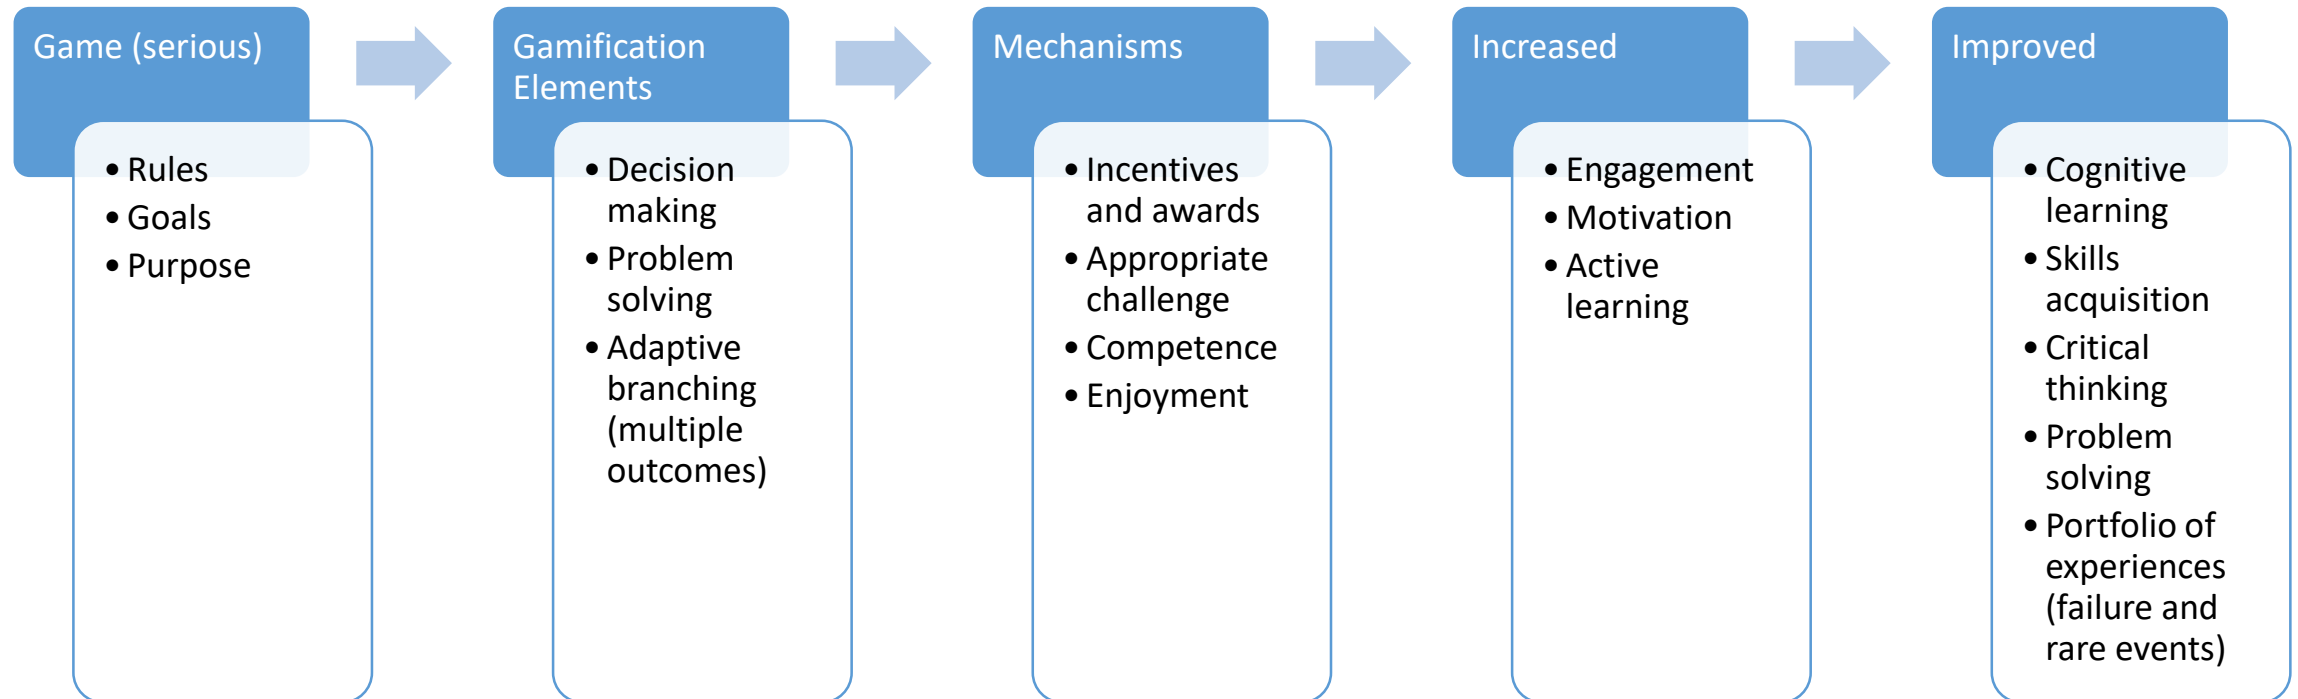 Game (serious)
• Rules
• Goals
• Purpose
Gamification
Elements
• Decision
making
• Problem
solving
• Adaptive
branching
(multiple
outcomes)
Mechanisms
• Incentives
and awards
• Appropriate
challenge
• Competence
• Enjoyment
Increased
• Engagement
• Motivation
• Active
learning
Improved
• Cognitive
learning
• Skills
acquisition
• Critical
thinking
• Problem
solving
• Portfolio of
experiences
(failure and
rare events)